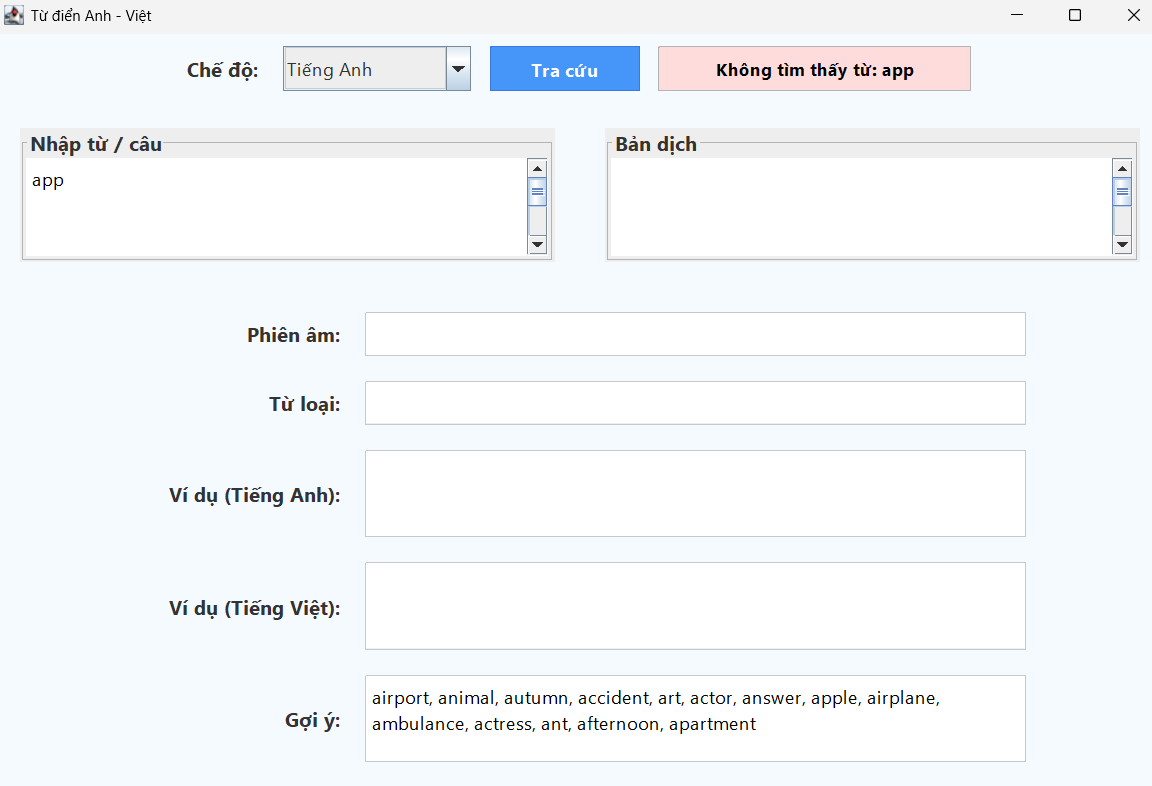 Từ điển Anh - Việt
Chế độ:
Tiếng Anh
Tra cứu
Không tìm thấy từ: app
Nhập từ / câu
app
Bản dịch
Phiên âm:
Từ loại:
Ví dụ (Tiếng Anh):
Ví dụ (Tiếng Việt):
Gợi ý:
airport, animal, autumn, accident, art, actor, answer, apple, airplane,
ambulance, actress, ant, afternoon, apartment